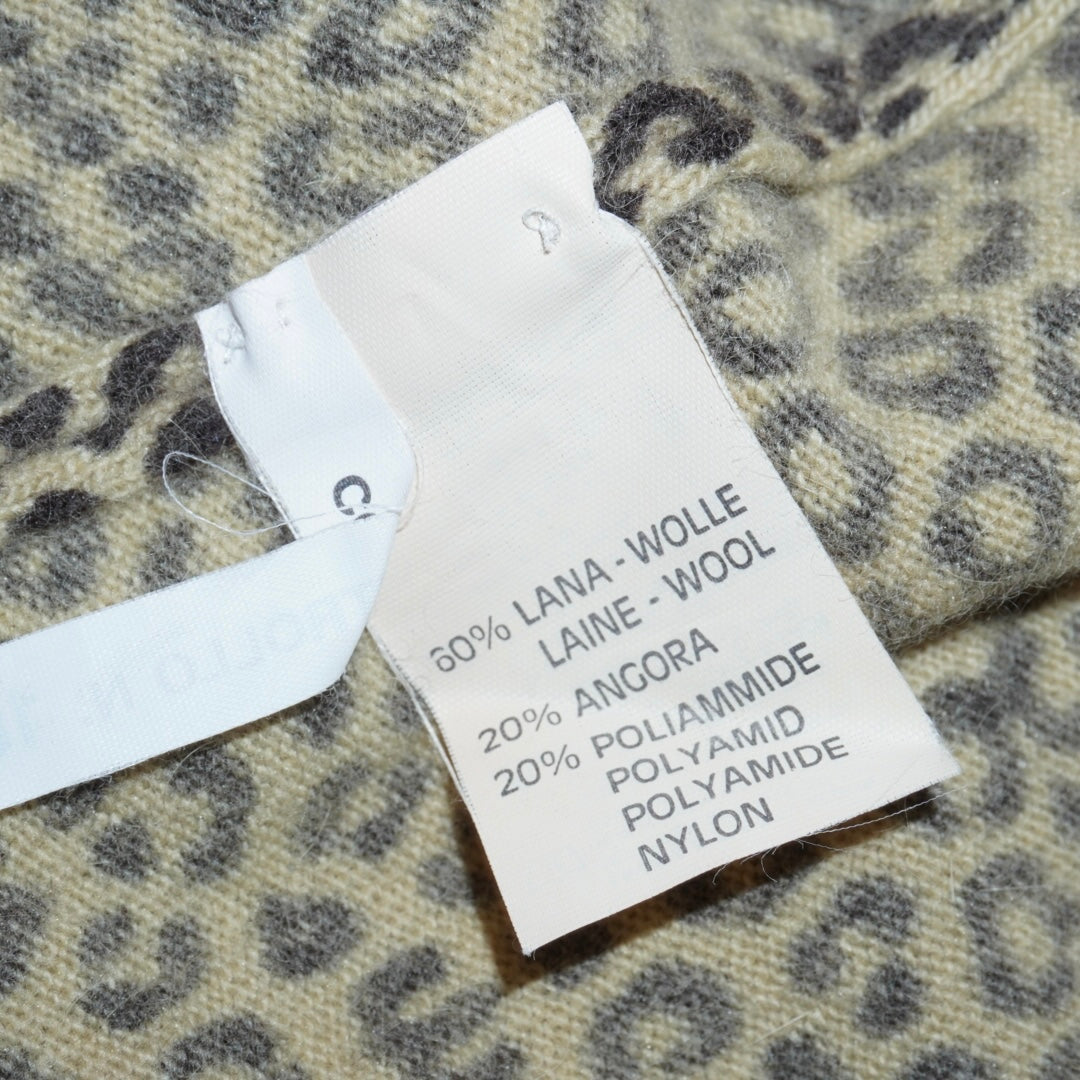 60% LANA - WOLLE
LAINE - WOOL
20% ANGORA
20% POLIAMMIDE
POLYAMID
POLYAMIDE
NYLON